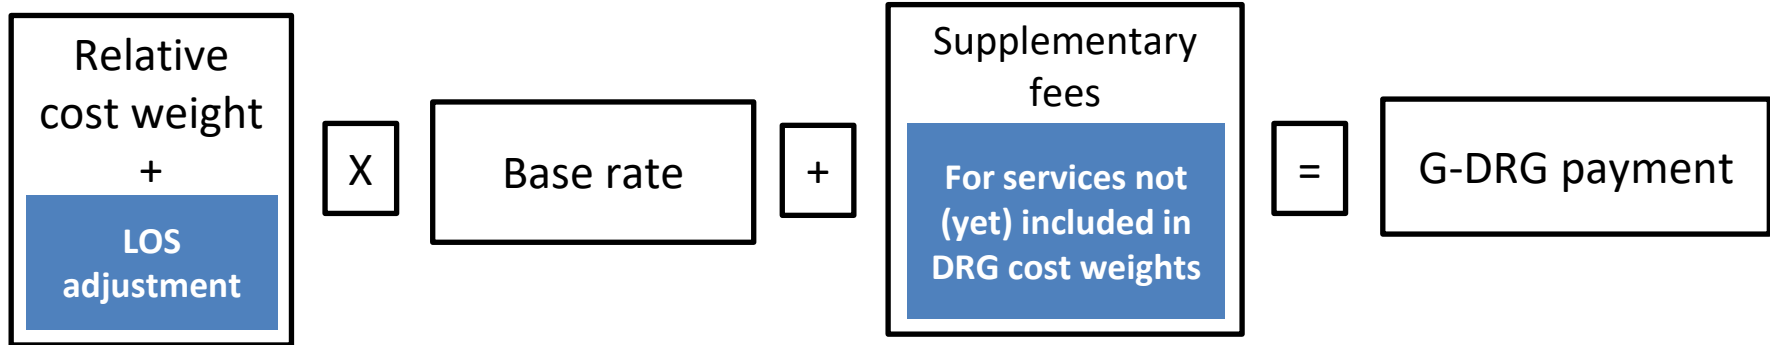 Relative
cost weight
+
LOS
adjustment
X
Base rate
+
Supplementary
fees
For services not
(yet) included in
DRG cost weights
=
G-DRG payment